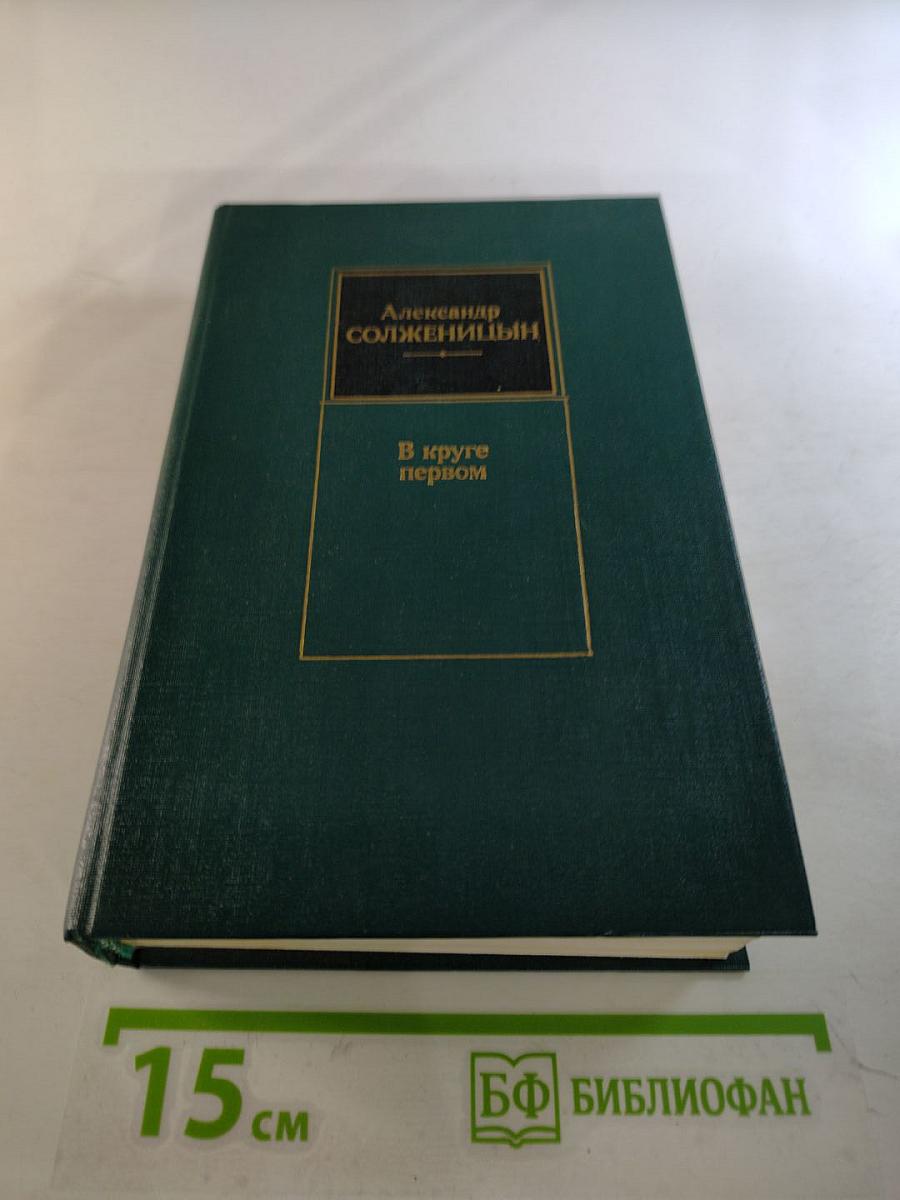 Александр
СОЛЖЕНИЦЫН
В круге
первом
15 см
БФ БИБЛИОФАН